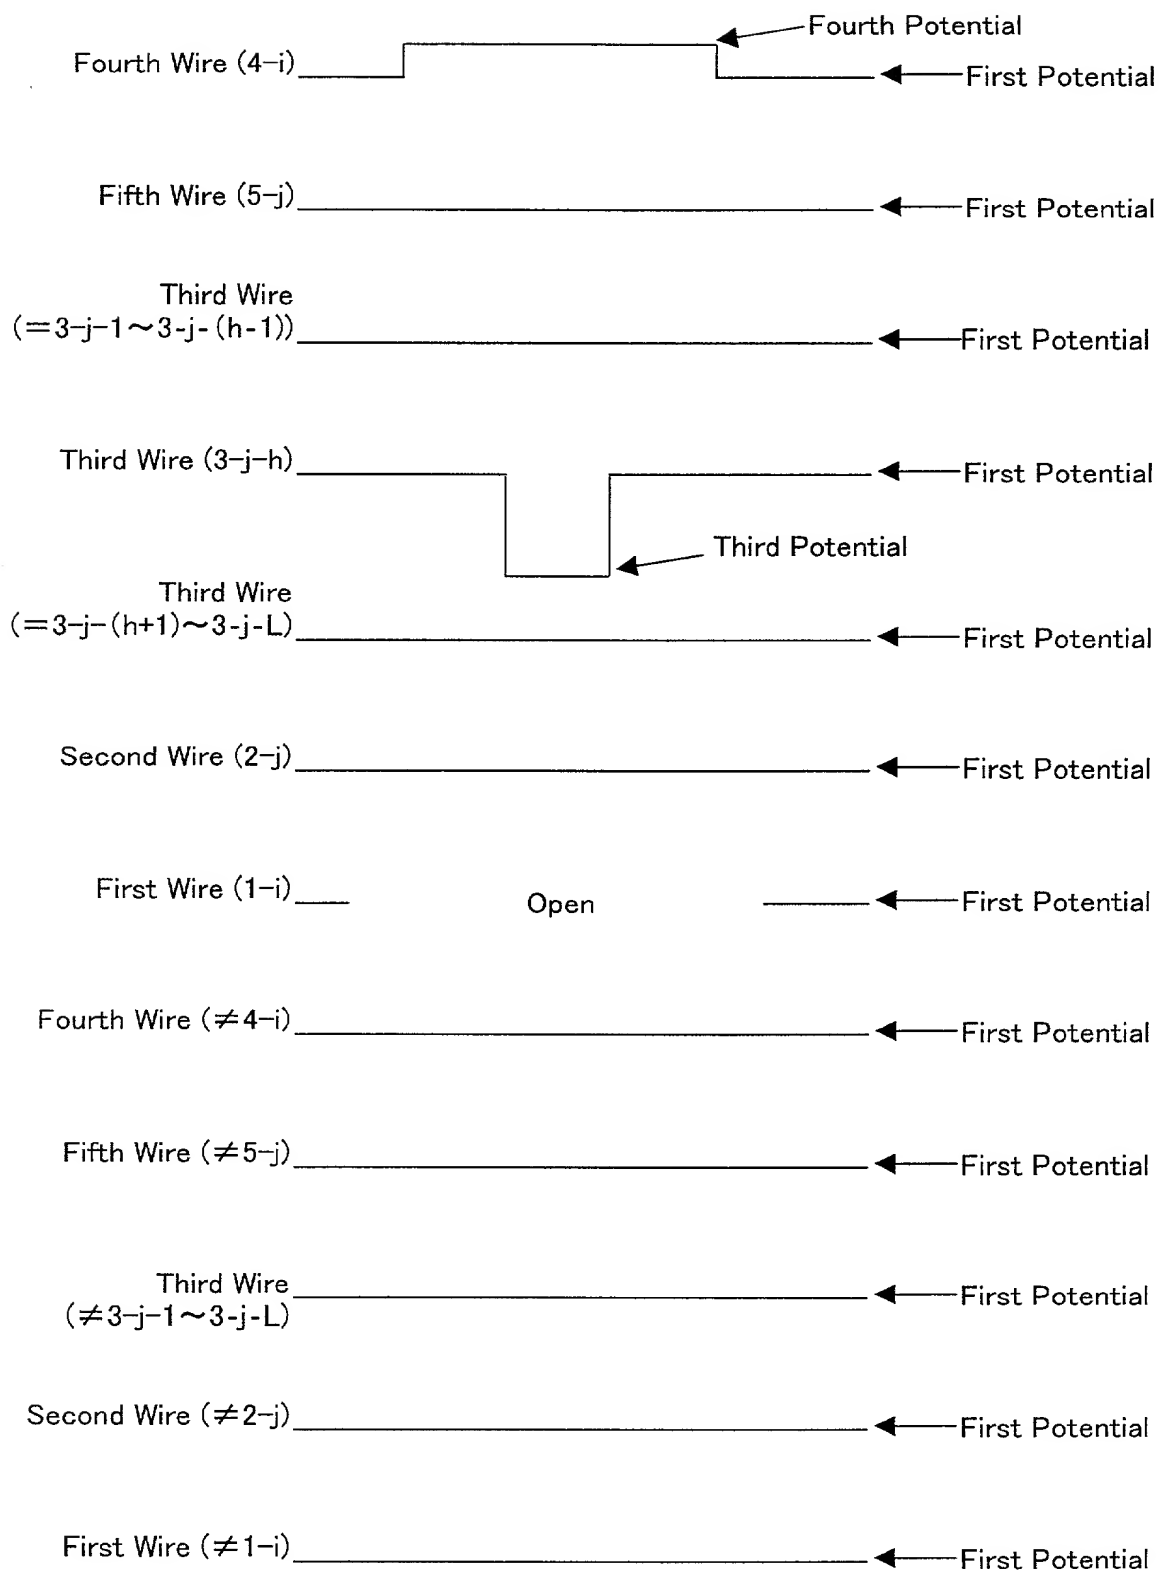 Fourth Potential
Fourth Wire (4-i)
First Potential
Fifth Wire (5-j)
First Potential
Third Wire
(=3-j-1~3-j-(h-1))
First Potential
Third Wire (3-j-h)
First Potential
Third Potential
Third Wire
(=3-j-(h+1)~3-j-L)
First Potential
Second Wire (2-j)
First Potential
First Wire (1-i)
Open
First Potential
Fourth Wire (≠4-i)
First Potential
Fifth Wire (≠5-j)
First Potential
Third Wire
(≠3-j-1~3-j-L)
First Potential
Second Wire (≠2-j)
First Potential
First Wire (≠1-i)
First Potential